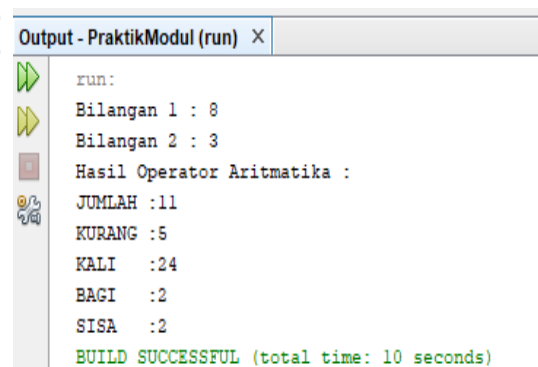 Output - PraktikModul (run) ×
run:
Bilangan 1 : 8
Bilangan 2 : 3
Hasil Operator Aritmatika :
JUMLAH :11
KURANG :5
KALI   :24
BAGI   :2
SISA   :2
BUILD SUCCESSFUL (total time: 10 seconds)